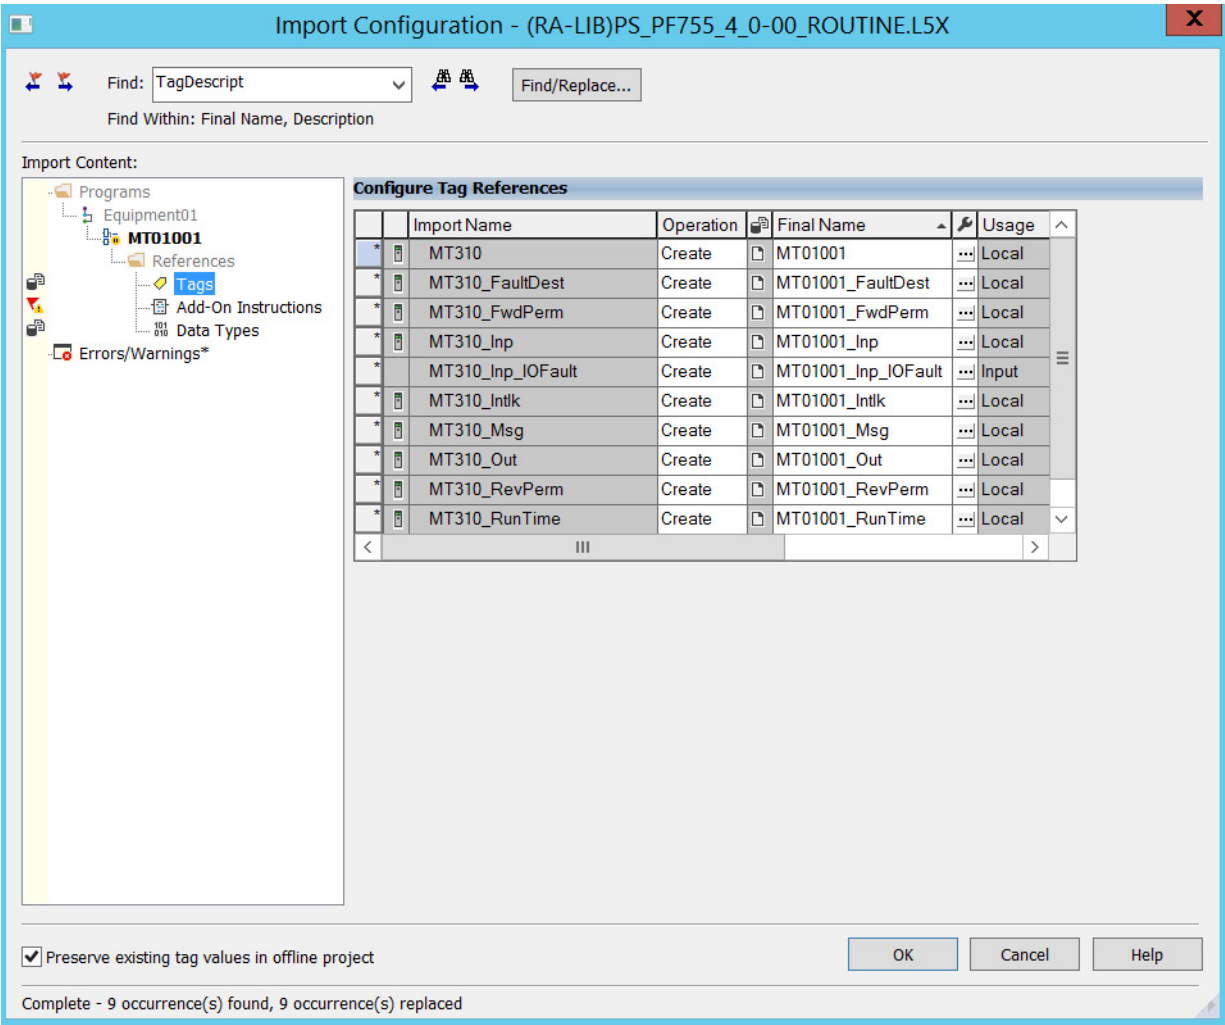 Import Configuration - (RA-LIB)PS_PF755_4_0-00_ROUTINE.L5X
X
Find: TagDescript Find/Replace...
Find Within: Final Name, Description
Import Content:
Programs
Equipment01
MT01001
References
Tags
Add-On Instructions
Data Types
Errors/Warnings*
Configure Tag References
Import Name Operation Final Name Usage
* MT310 Create MT01001 ... Local
* MT310_FaultDest Create MT01001_FaultDest ... Local
* MT310_FwdPerm Create MT01001_FwdPerm ... Local
* MT310_Inp Create MT01001_Inp ... Local
* MT310_Inp_IOFault Create MT01001_Inp_IOFault ... Input
* MT310_Intlk Create MT01001_Intlk ... Local
* MT310_Msg Create MT01001_Msg ... Local
* MT310_Out Create MT01001_Out ... Local
* MT310_RevPerm Create MT01001_RevPerm ... Local
* MT310_RunTime Create MT01001_RunTime ... Local
Preserve existing tag values in offline project
OK Cancel Help
Complete - 9 occurrence(s) found, 9 occurrence(s) replaced